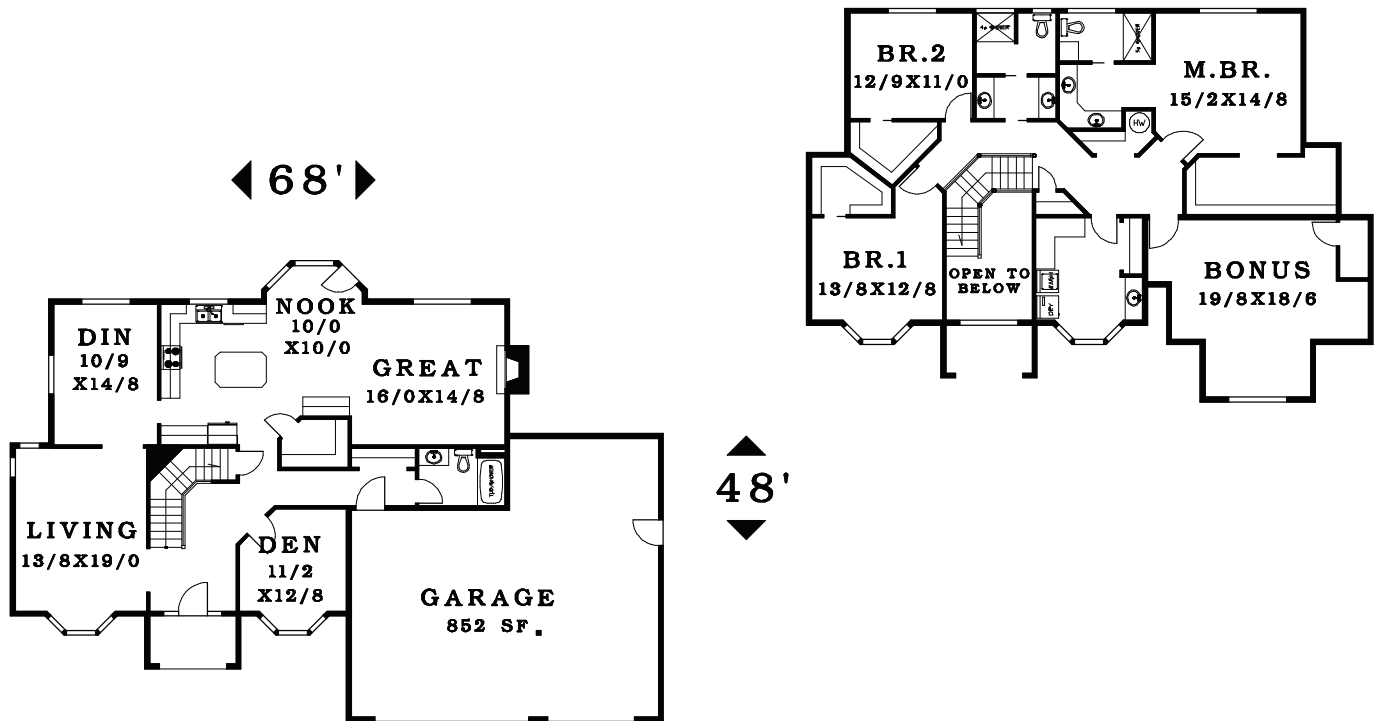 68'
NOOK
10/0
X10/0
DIN
10/9
X14/8
GREAT
16/0X14/8
LIVING
13/8X19/0
DEN
11/2
X12/8
GARAGE
852 SF.
48'
BR.2
12/9X11/0
M.BR.
15/2X14/8
HW
BR.1
13/8X12/8
OPEN TO
BELOW
WASH
DRY
BONUS
19/8X18/6